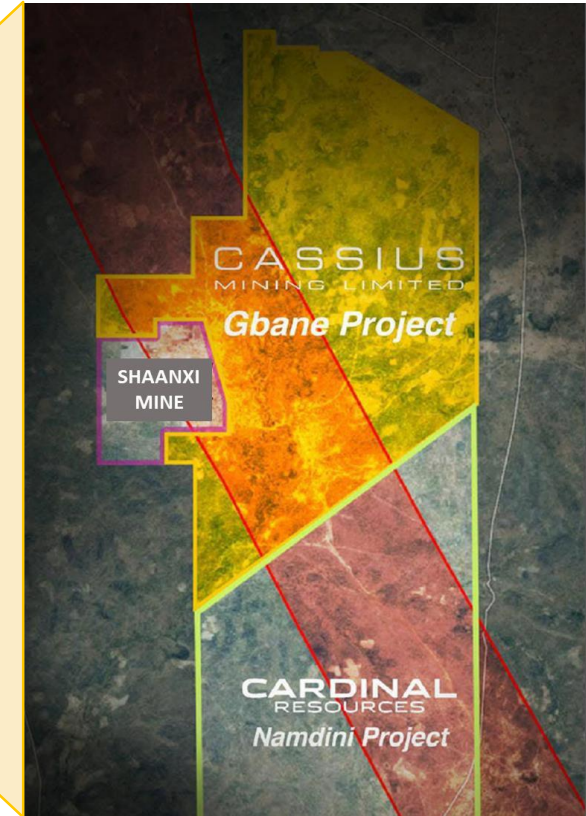 CASSIUS
MINING LIMITED
Gbane Project
SHAANXI
MINE
CARDINAL
RESOURCES
Namdini Project